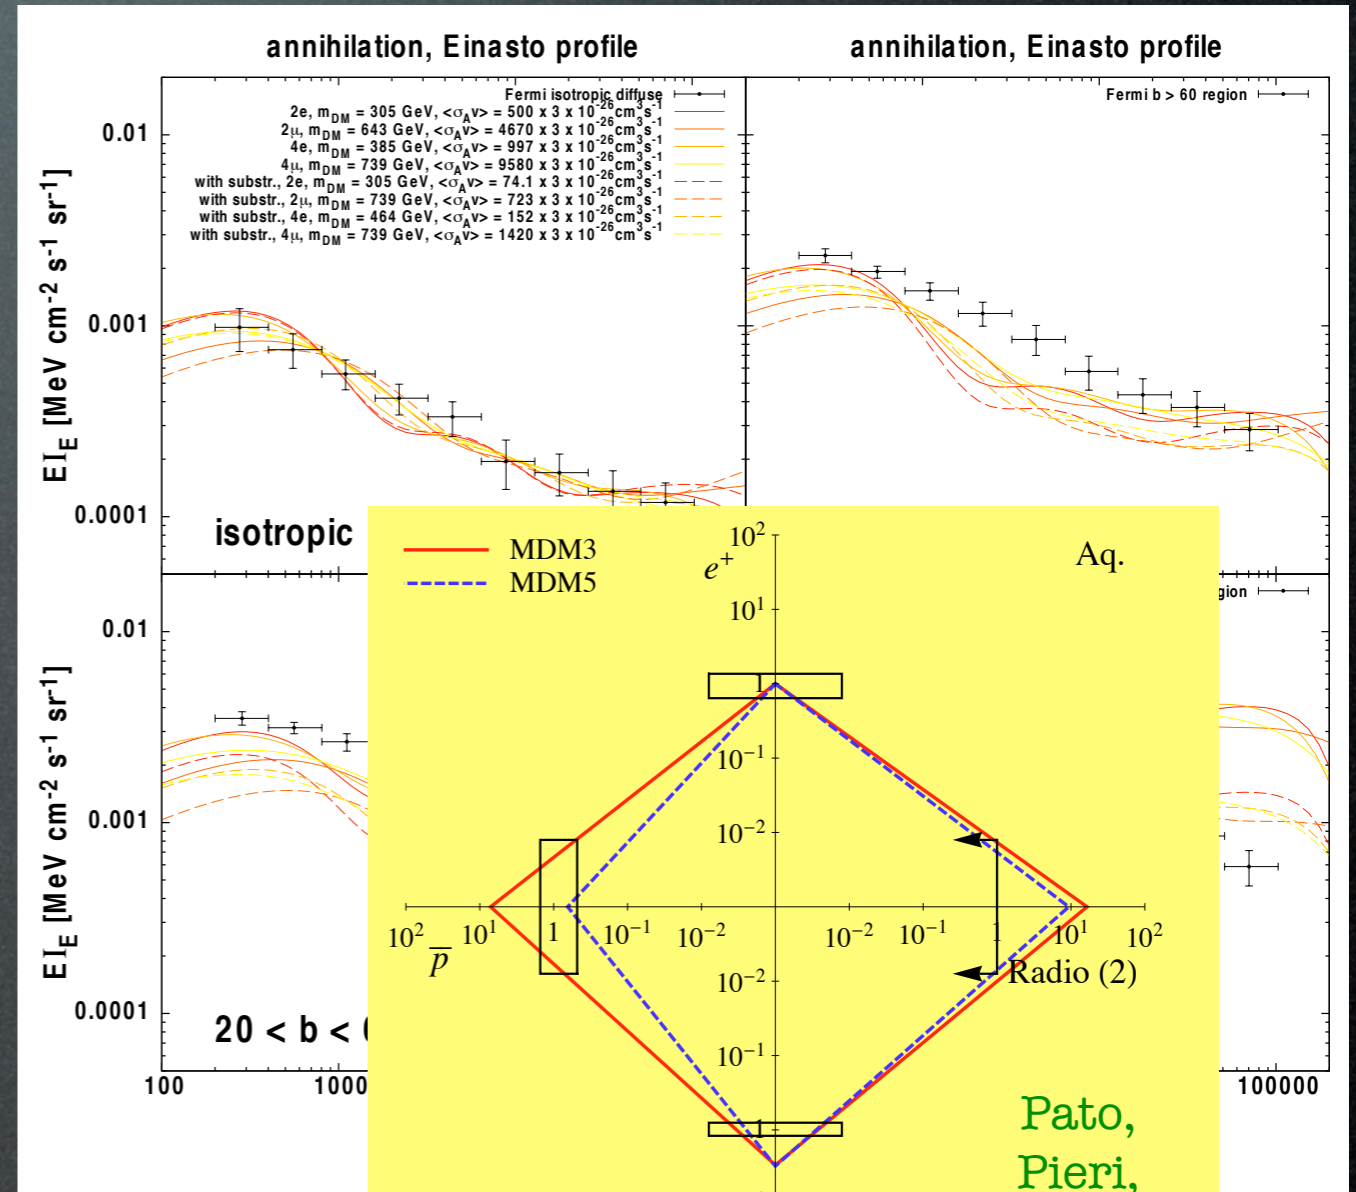 annihilation, Einasto profile
annihilation, Einasto profile
Fermi isotropic diffuse
2e, m_DM = 305 GeV, <σ_A v> = 500 x 3 x 10^-26 cm^3 s^-1
2μ, m_DM = 643 GeV, <σ_A v> = 4670 x 3 x 10^-26 cm^3 s^-1
4e, m_DM = 385 GeV, <σ_A v> = 997 x 3 x 10^-26 cm^3 s^-1
4μ, m_DM = 739 GeV, <σ_A v> = 9580 x 3 x 10^-26 cm^3 s^-1
with substr., 2e, m_DM = 305 GeV, <σ_A v> = 74.1 x 3 x 10^-26 cm^3 s^-1
with substr., 2μ, m_DM = 739 GeV, <σ_A v> = 723 x 3 x 10^-26 cm^3 s^-1
with substr., 4e, m_DM = 464 GeV, <σ_A v> = 152 x 3 x 10^-26 cm^3 s^-1
with substr., 4μ, m_DM = 739 GeV, <σ_A v> = 1420 x 3 x 10^-26 cm^3 s^-1
Fermi b > 60 region
EI_E [MeV cm^-2 s^-1 sr^-1]
0.01
0.001
0.0001
isotropic
EI_E [MeV cm^-2 s^-1 sr^-1]
0.01
0.001
0.0001
20 < b <
100
1000
100000
MDM3
MDM5
e^+
Aq.
10^2
10^1
1
10^-1
10^-2
10^2
10^1
1
10^-1
10^-2
10^-2
10^-1
1
10^1
10^2
p̅
Radio (2)
10^-2
10^-1
1
Pato,
Pieri,